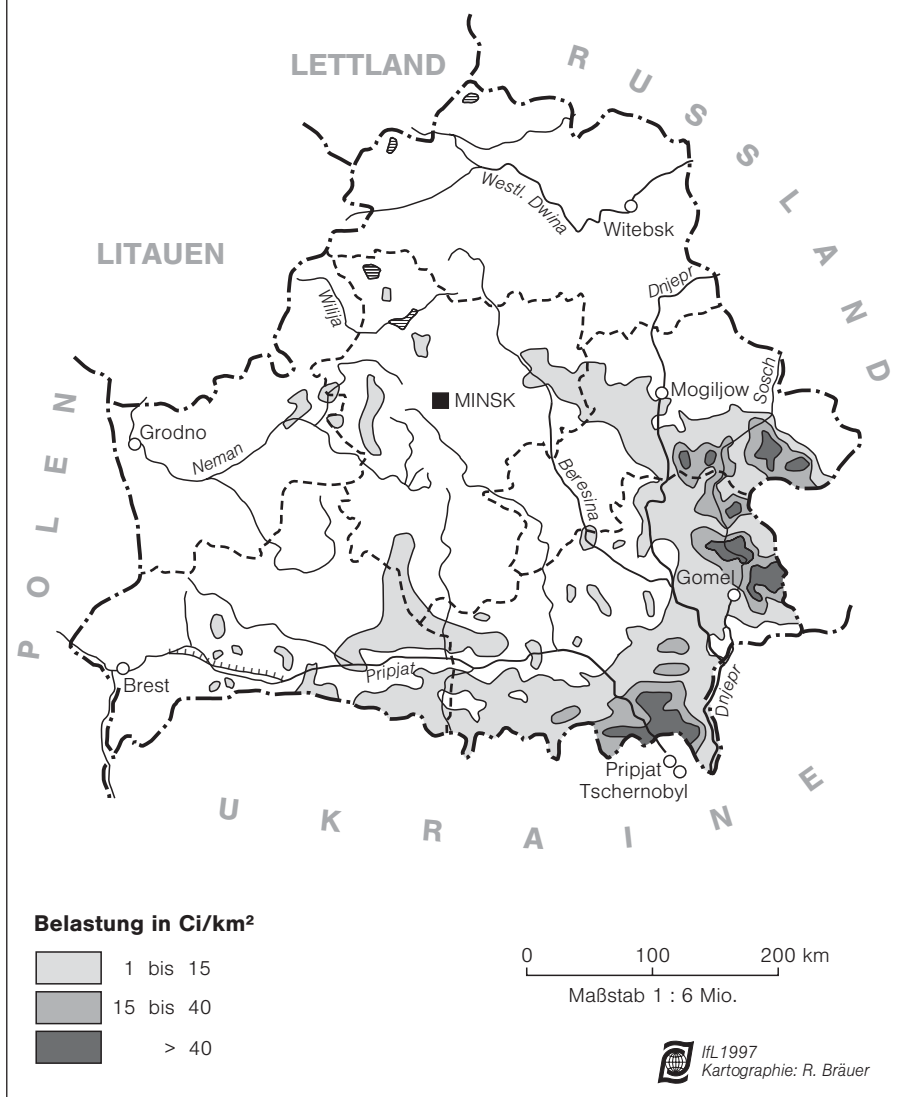 LETTLAND
RUSSLAND
Westl. Dwina
Witebsk
LITAUEN
Wilija
Dnjepr
Mogiljow
Sosch
MINSK
POLEN
Grodno
Neman
Beresina
Gomel
Brest
Pripjat
Dnjepr
Pripjat
Tschernobyl
UKRAINE
Belastung in Ci/km²
1 bis 15
15 bis 40
> 40
0 100 200 km
Maßstab 1 : 6 Mio.
IfL1997
Kartographie: R. Bräuer